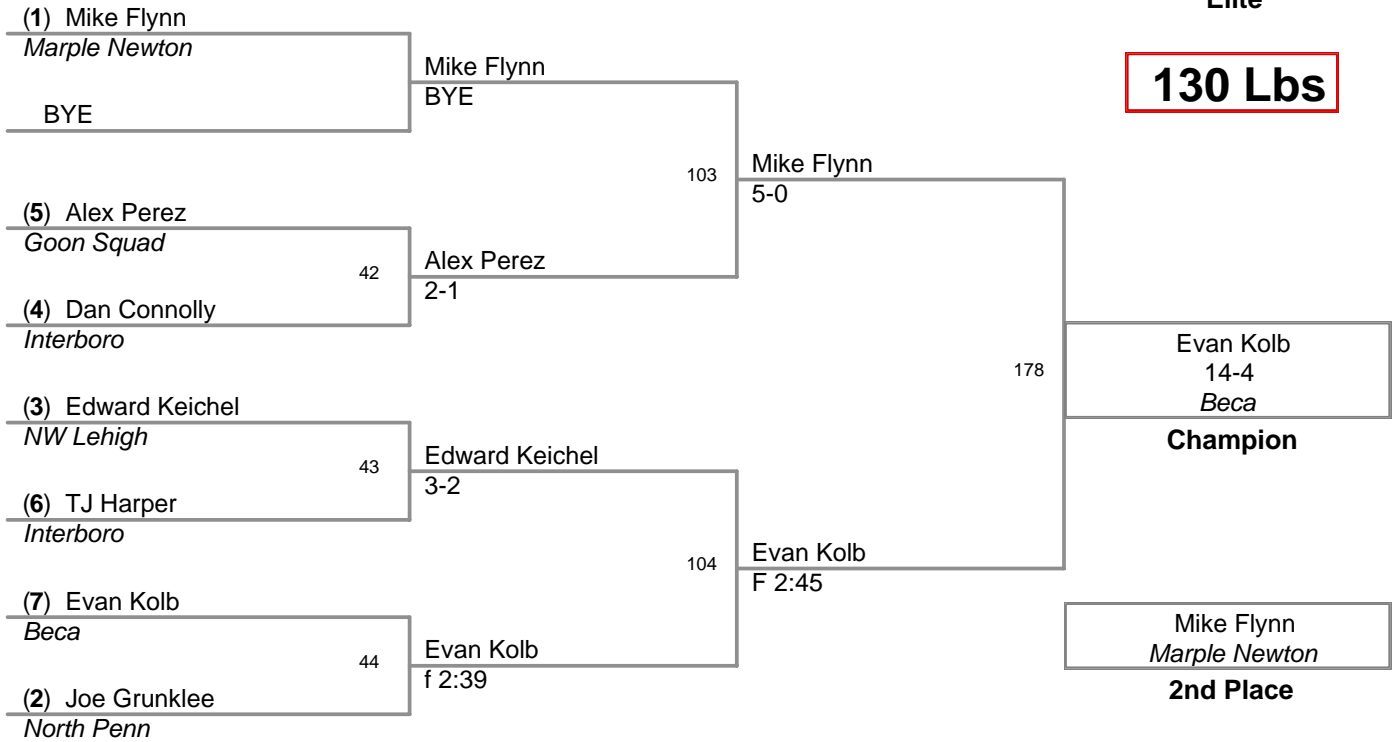 Elite
130 Lbs
(1) Mike Flynn
Marple Newton
BYE
Mike Flynn
BYE
(5) Alex Perez
Goon Squad
42
(4) Dan Connolly
Interboro
Alex Perez
2-1
103
Mike Flynn
5-0
(3) Edward Keichel
NW Lehigh
43
(6) TJ Harper
Interboro
Edward Keichel
3-2
(7) Evan Kolb
Beca
44
(2) Joe Grunklee
North Penn
Evan Kolb
f 2:39
104
Evan Kolb
F 2:45
178
Evan Kolb
14-4
Beca
Champion
Mike Flynn
Marple Newton
2nd Place